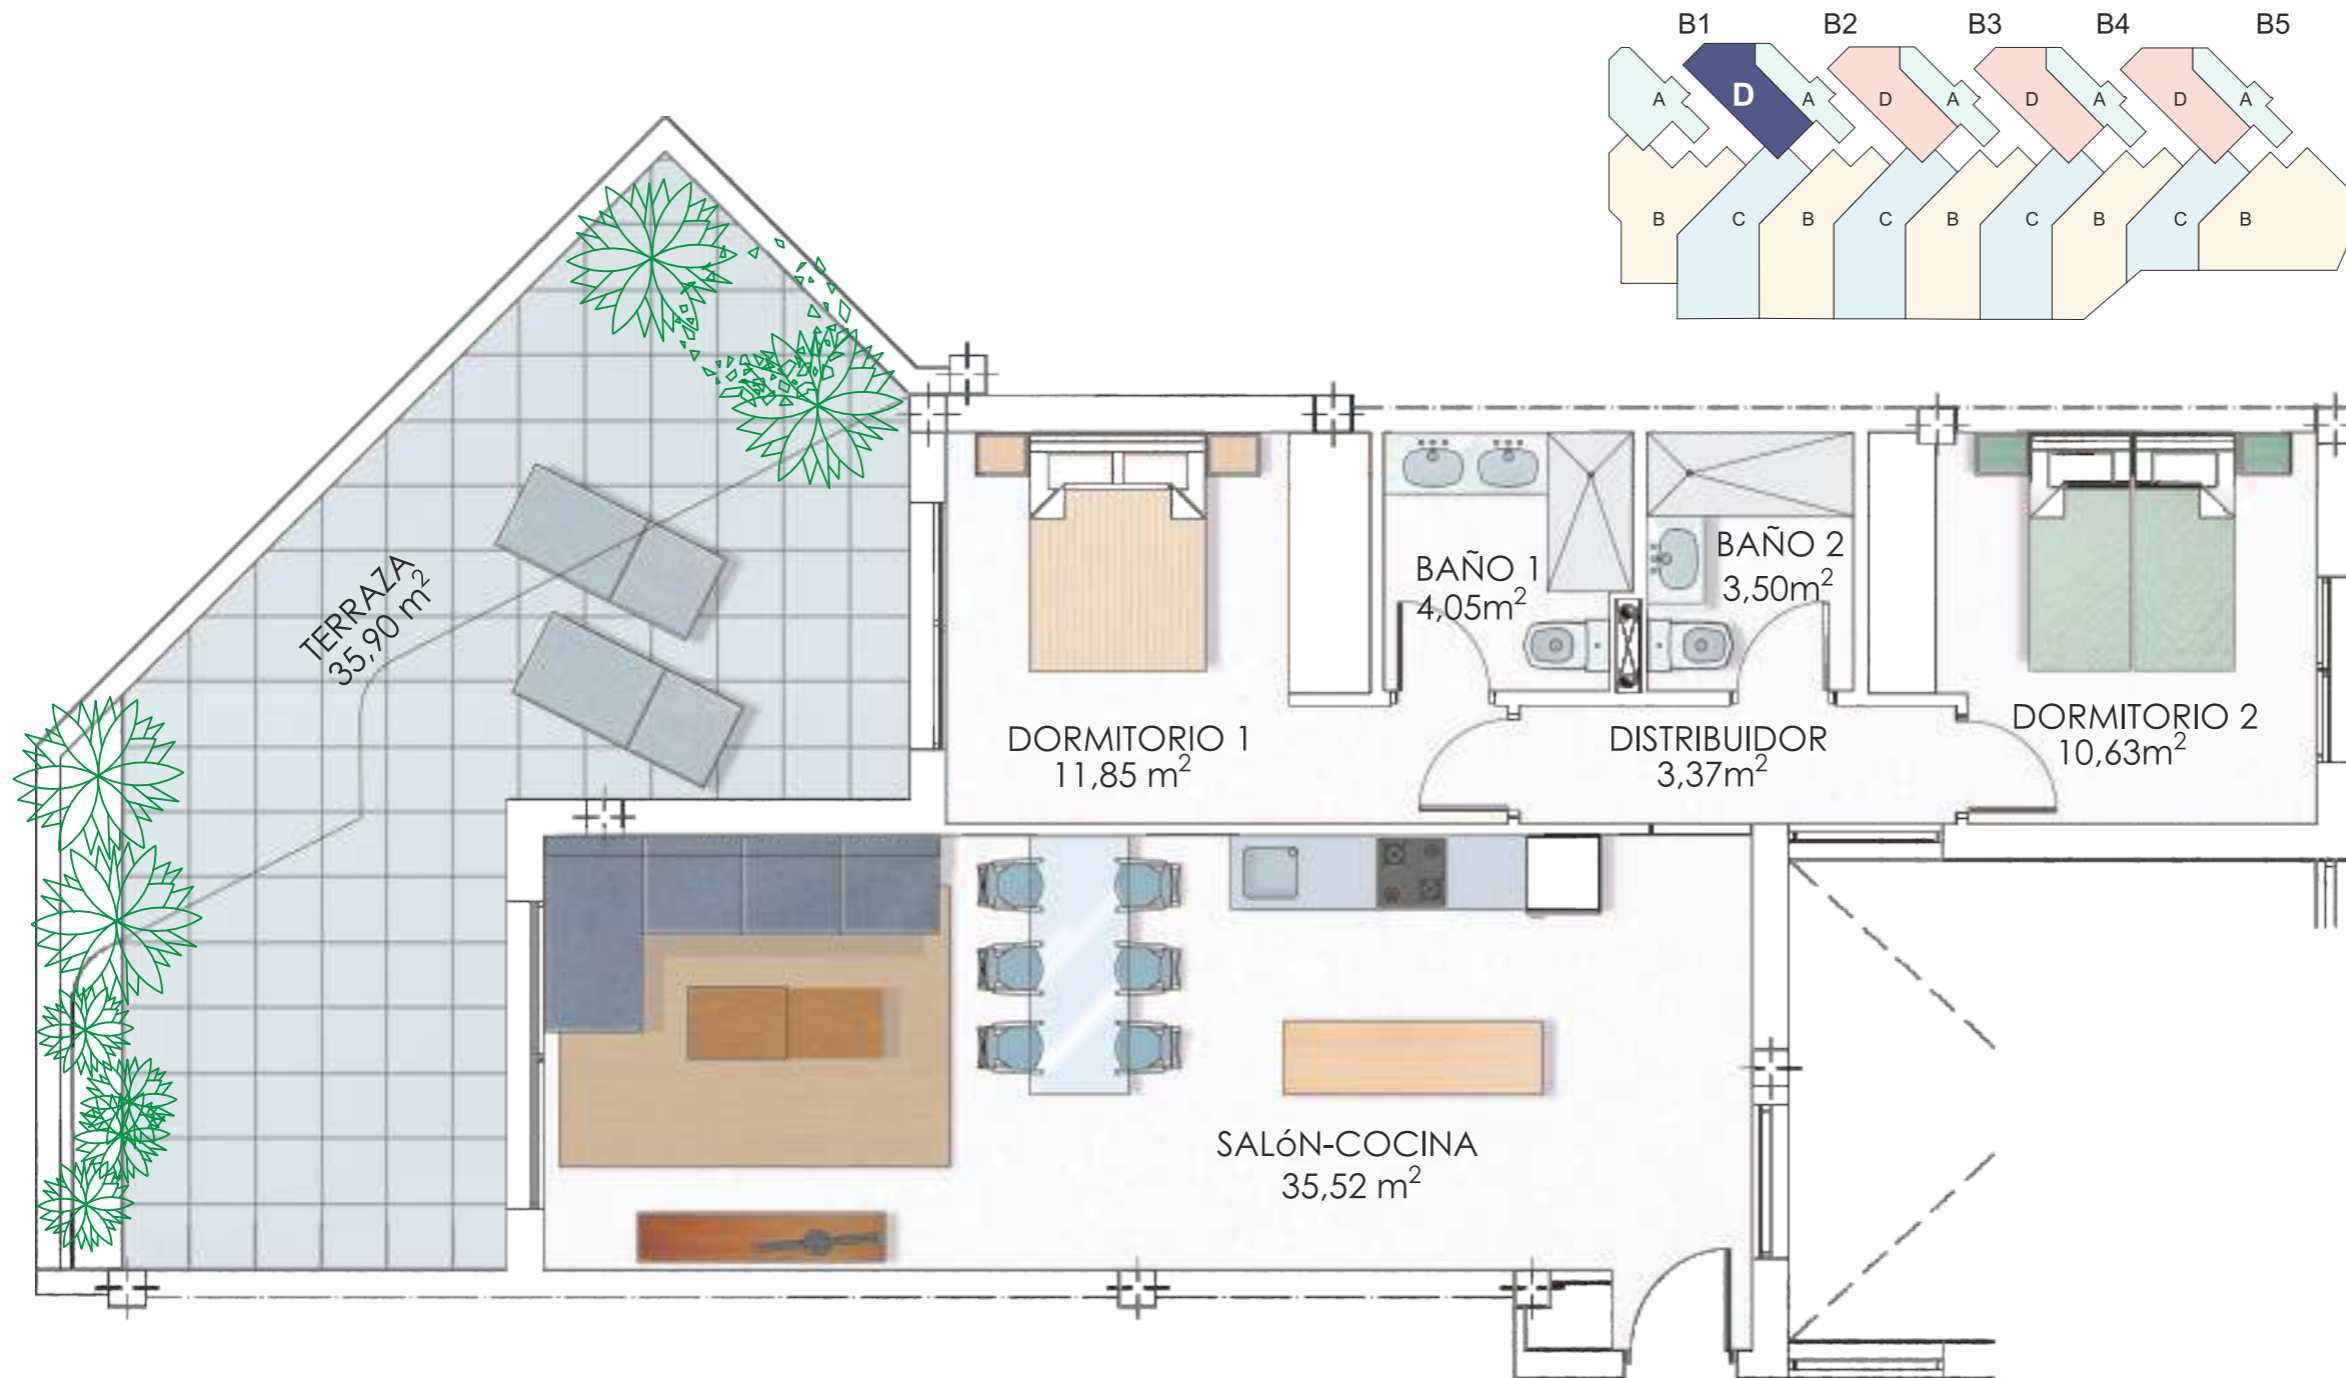 B1 B2 B3 B4 B5
A D A D A D A D A
B C B C B C B C B
TERRAZA
35,90 m²
BAÑO 1
4,05m²
BAÑO 2
3,50m²
DORMITORIO 1
11,85 m²
DISTRIBUIDOR
3,37m²
DORMITORIO 2
10,63m²
SALóN-COCINA
35,52 m²